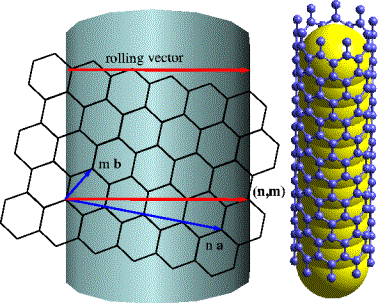 rolling vector
m b
(n,m)
n a